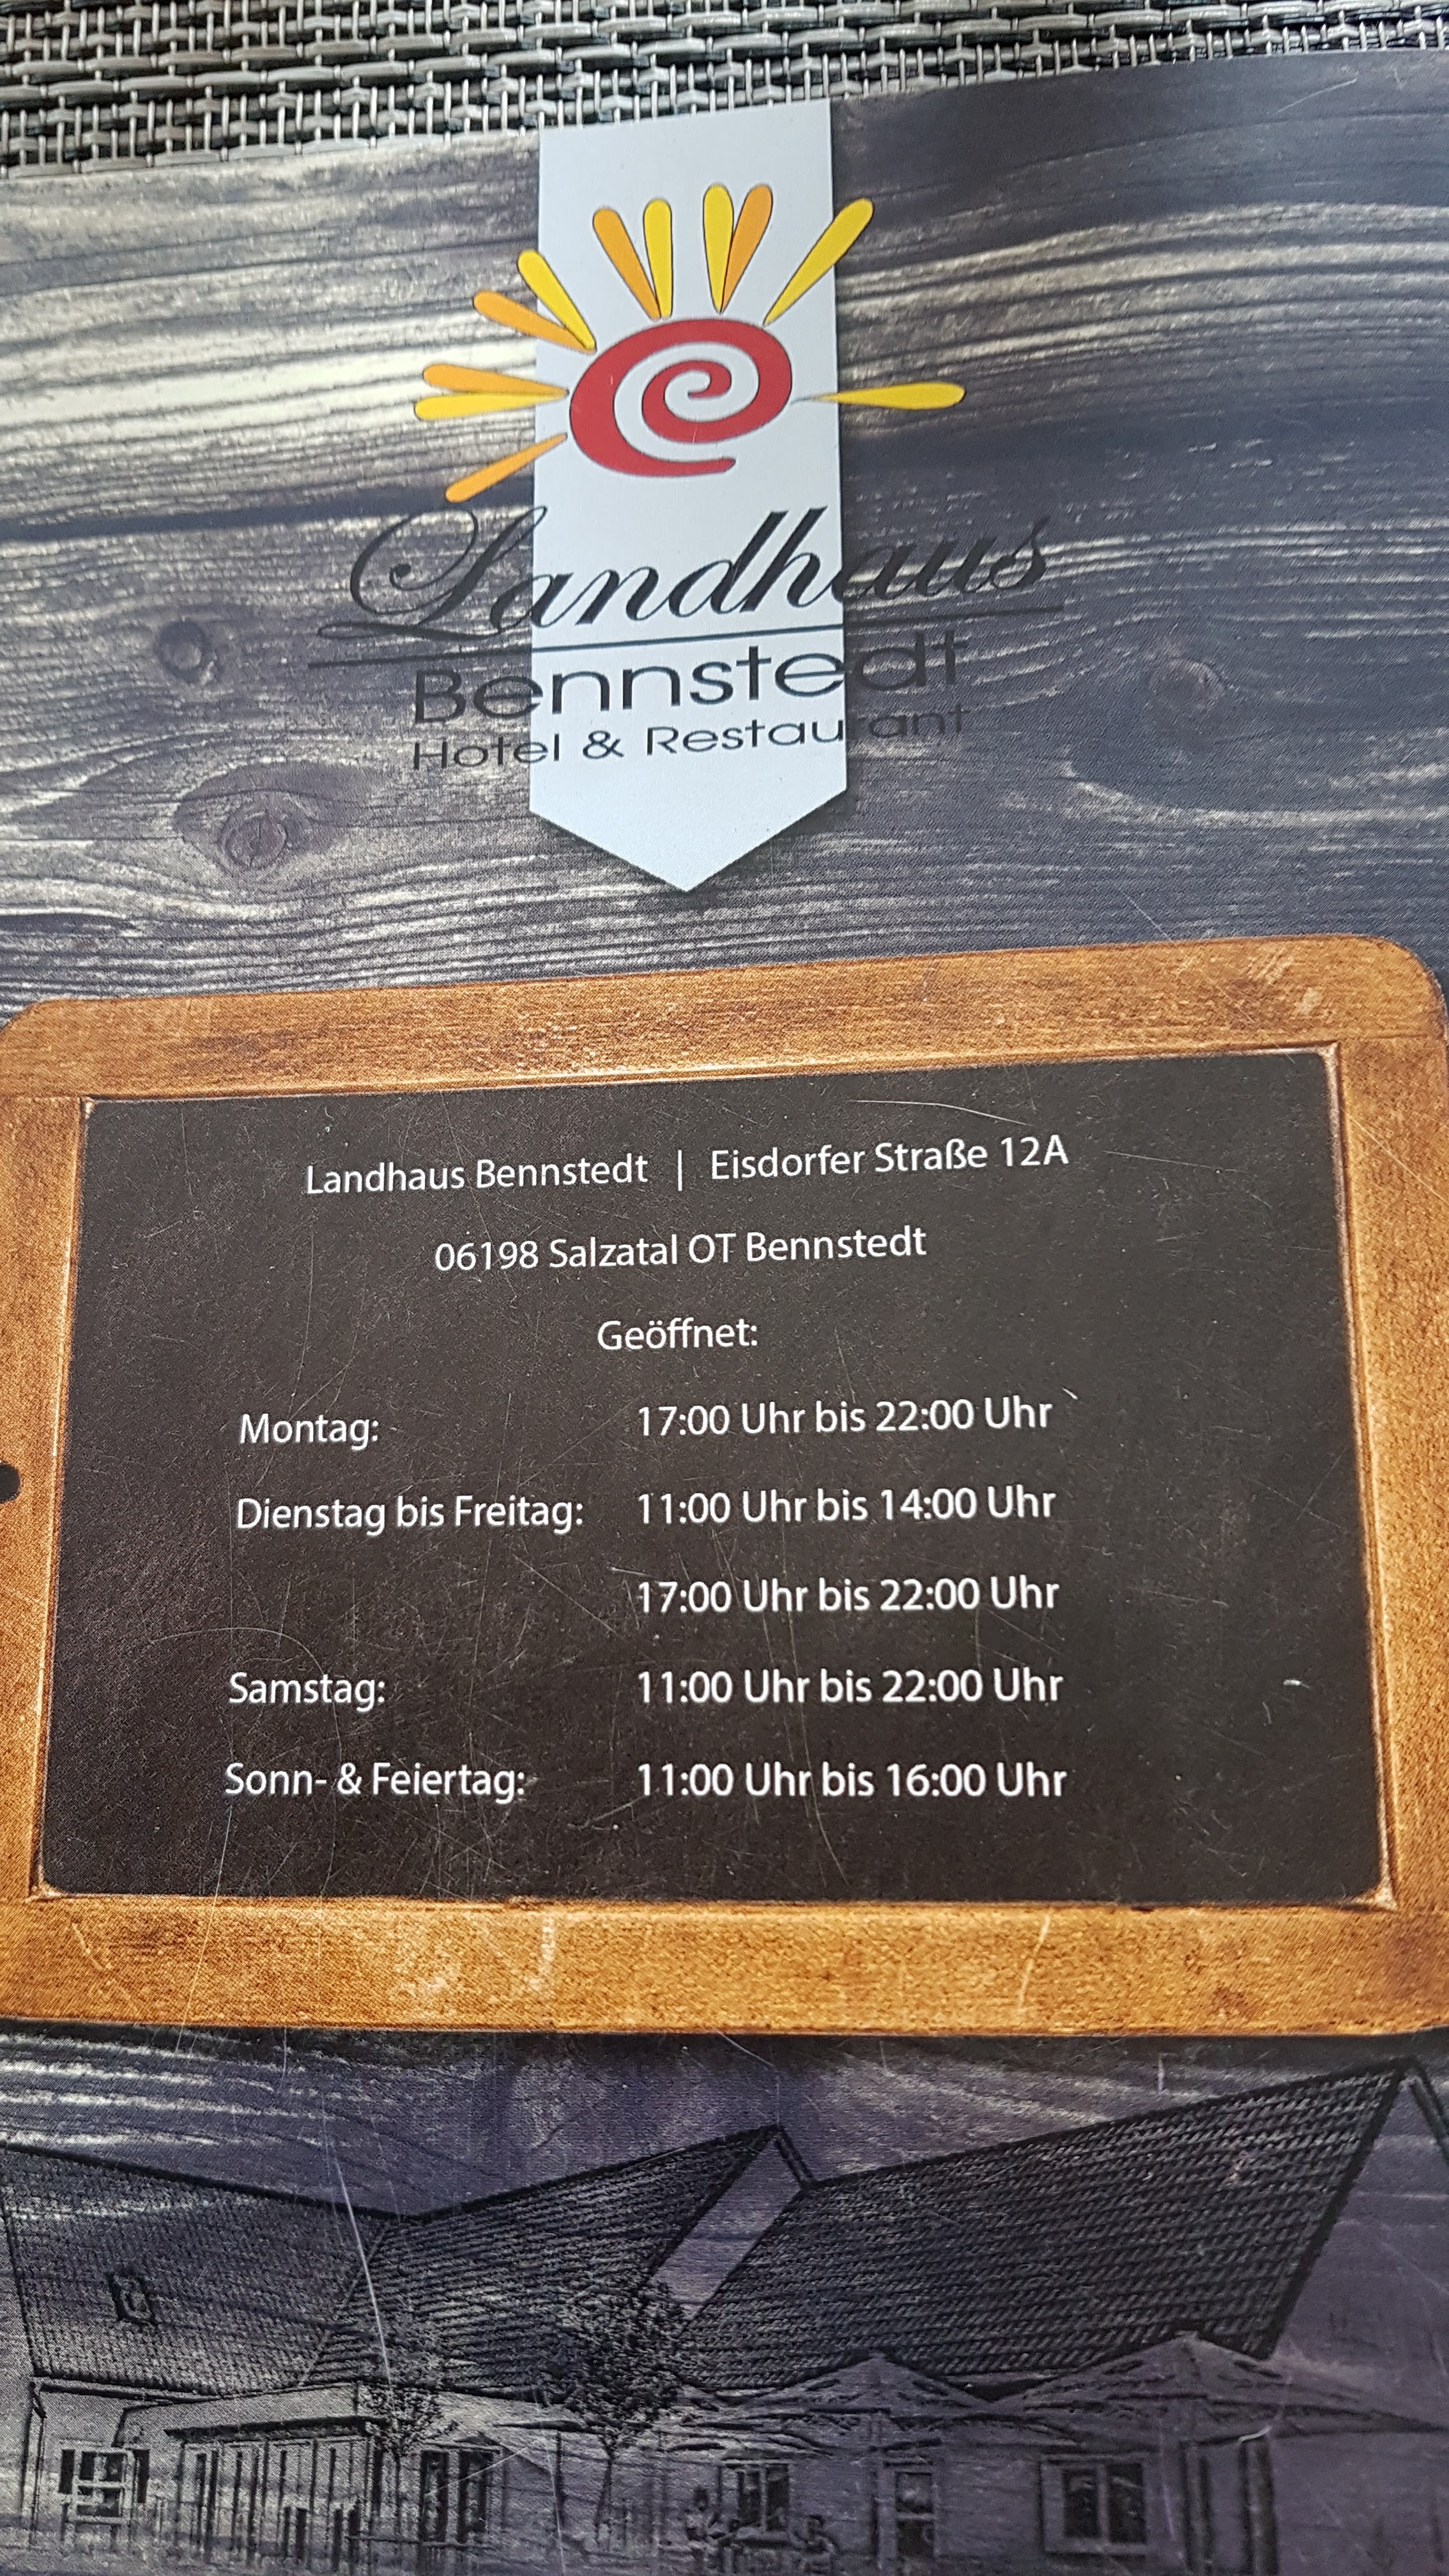 Landhaus
Bennstedt
Hotel & Restaurant
Landhaus Bennstedt | Eisdorfer Straße 12A
06198 Salzatal OT Bennstedt
Geöffnet:
Montag: 17:00 Uhr bis 22:00 Uhr
Dienstag bis Freitag: 11:00 Uhr bis 14:00 Uhr
17:00 Uhr bis 22:00 Uhr
Samstag: 11:00 Uhr bis 22:00 Uhr
Sonn- & Feiertag: 11:00 Uhr bis 16:00 Uhr